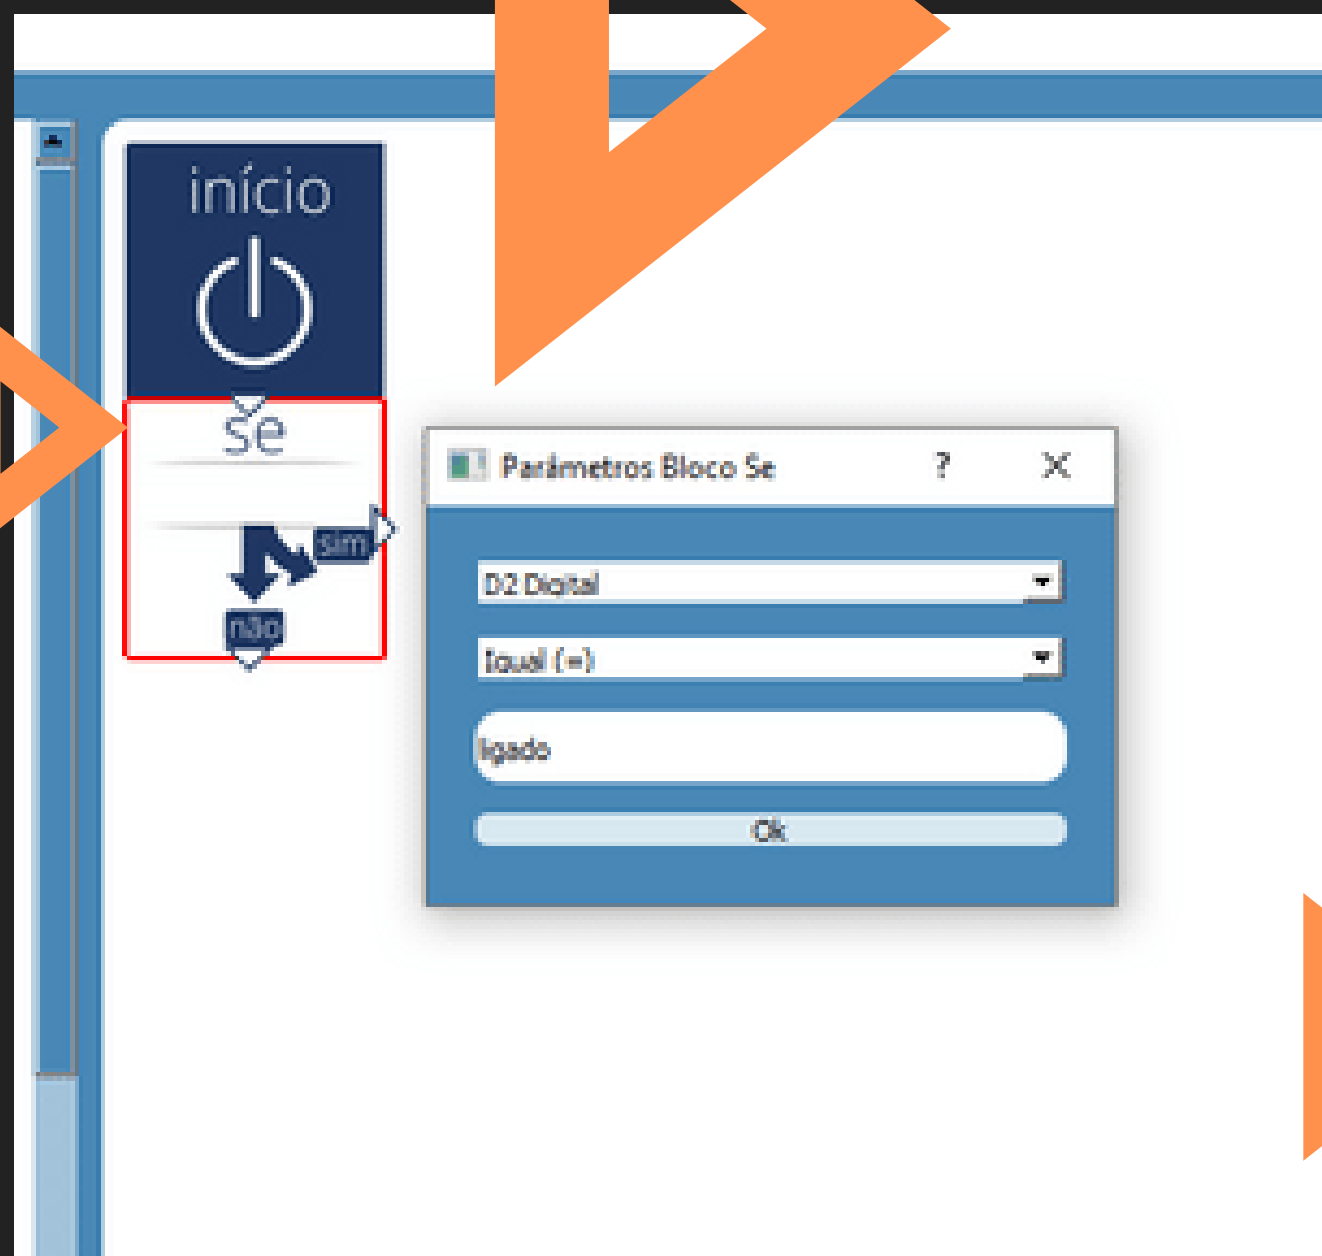 início
se
sim
não
Parâmetros Bloco Se
?
D2 Digital
Igual (=)
ligado
Ok